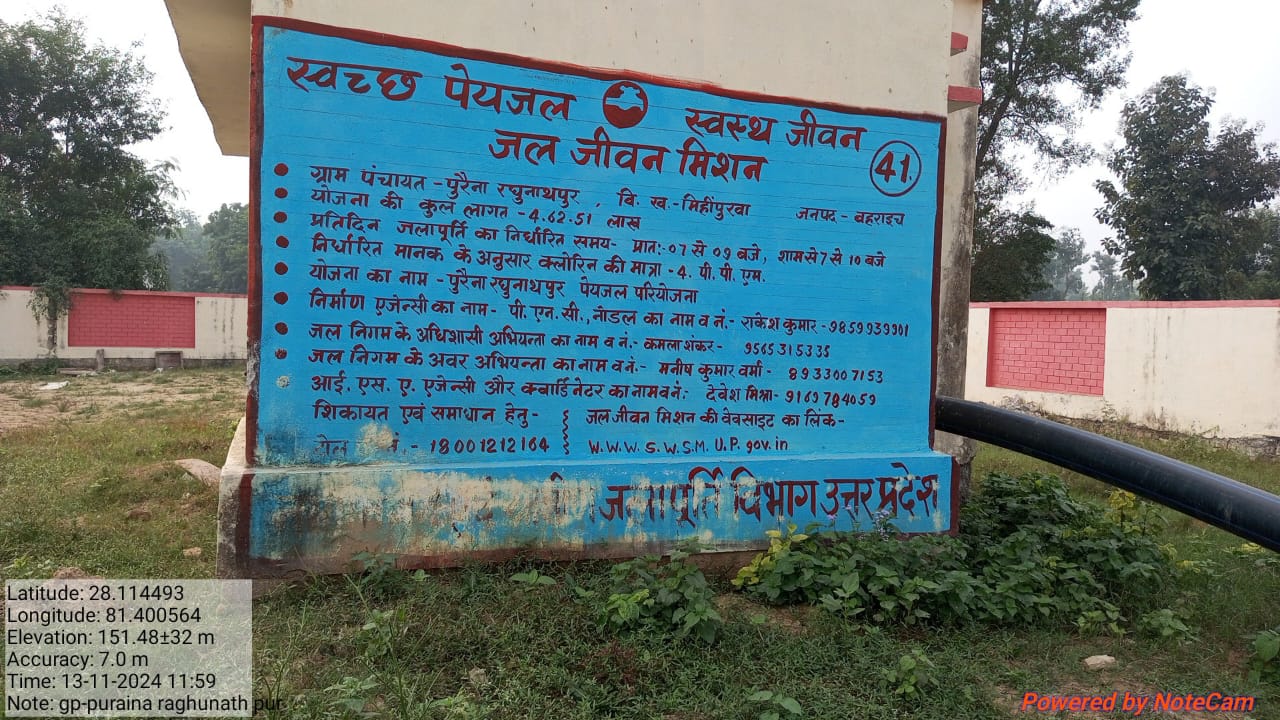 स्वच्छ पेयजल स्वस्थ जीवन
जल जीवन मिशन
41
• ग्राम पंचायत - पुरैना रघुनाथपुर , वि. ख.- मिहींपुरवा जनपद - बहराइच
• योजना की कुल लागत - 4.62.51 लाख
• प्रतिदिन जलापूर्ति का निर्धारित समय- प्रात: 07 से 09 बजे, शाम से 7 से 10 बजे
• निर्धारित मानक के अनुसार क्लोरिन की मात्रा - 4. पी. पी. एम.
• योजना का नाम - पुरैना रघुनाथपुर पेयजल परियोजना
• निर्माण एजेन्सी का नाम - पी. एन. सी., नोडल का नाम व नं.- राकेश कुमार - 9859939901
• जल निगम के अधिशासी अभियन्ता का नाम व नं.- कमला शंकर- 9565315335
• जल निगम के अवर अभियन्ता का नाम व नं.- मनीष कुमार वर्मा - 8933007153
आई. एस. ए. एजेन्सी और क्वार्डिनेटर का नाम व नं: देवेश मिश्रा- 9169784059
शिकायत एवं समाधान हेतु - जल जीवन मिशन की वेबसाइट का लिंक-
नं.- 18001212164 W.W.W.S.W.S.M. U.P. gov.in
जलापूर्ति विभाग उत्तर प्रदेश
Latitude: 28.114493
Longitude: 81.400564
Elevation: 151.48±32 m
Accuracy: 7.0 m
Time: 13-11-2024 11:59
Note: gp-puraina raghunath pur
Powered by NoteCam